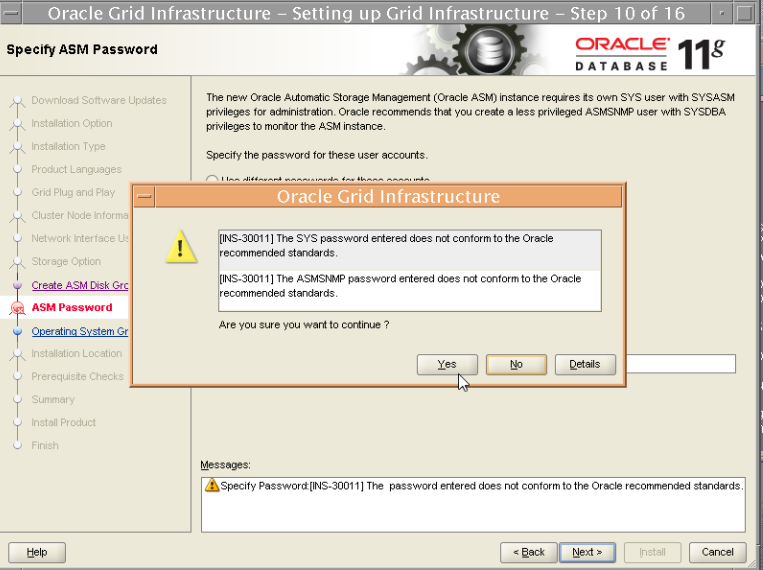 Oracle Grid Infrastructure – Setting up Grid Infrastructure – Step 10 of 16
Specify ASM Password
ORACLE
DATABASE
11g
Download Software Updates
Installation Option
Installation Type
Product Languages
Grid Plug and Play
Cluster Node Informa
Network Interface Us
Storage Option
Create ASM Disk Gro
ASM Password
Operating System Gr
Installation Location
Prerequisite Checks
Summary
Install Product
Finish
The new Oracle Automatic Storage Management (Oracle ASM) instance requires its own SYS user with SYSASM
privileges for administration. Oracle recommends that you create a less privileged ASMSNMP user with SYSDBA
privileges to monitor the ASM instance.
Specify the password for these user accounts.
Use different passwords for these accounts
Oracle Grid Infrastructure
[INS-30011] The SYS password entered does not conform to the Oracle
recommended standards.
[INS-30011] The ASMSNMP password entered does not conform to the Oracle
recommended standards.
Are you sure you want to continue ?
Yes
No
Details
Messages:
Specify Password:[INS-30011] The password entered does not conform to the Oracle recommended standards.
Help
< Back
Next >
Install
Cancel